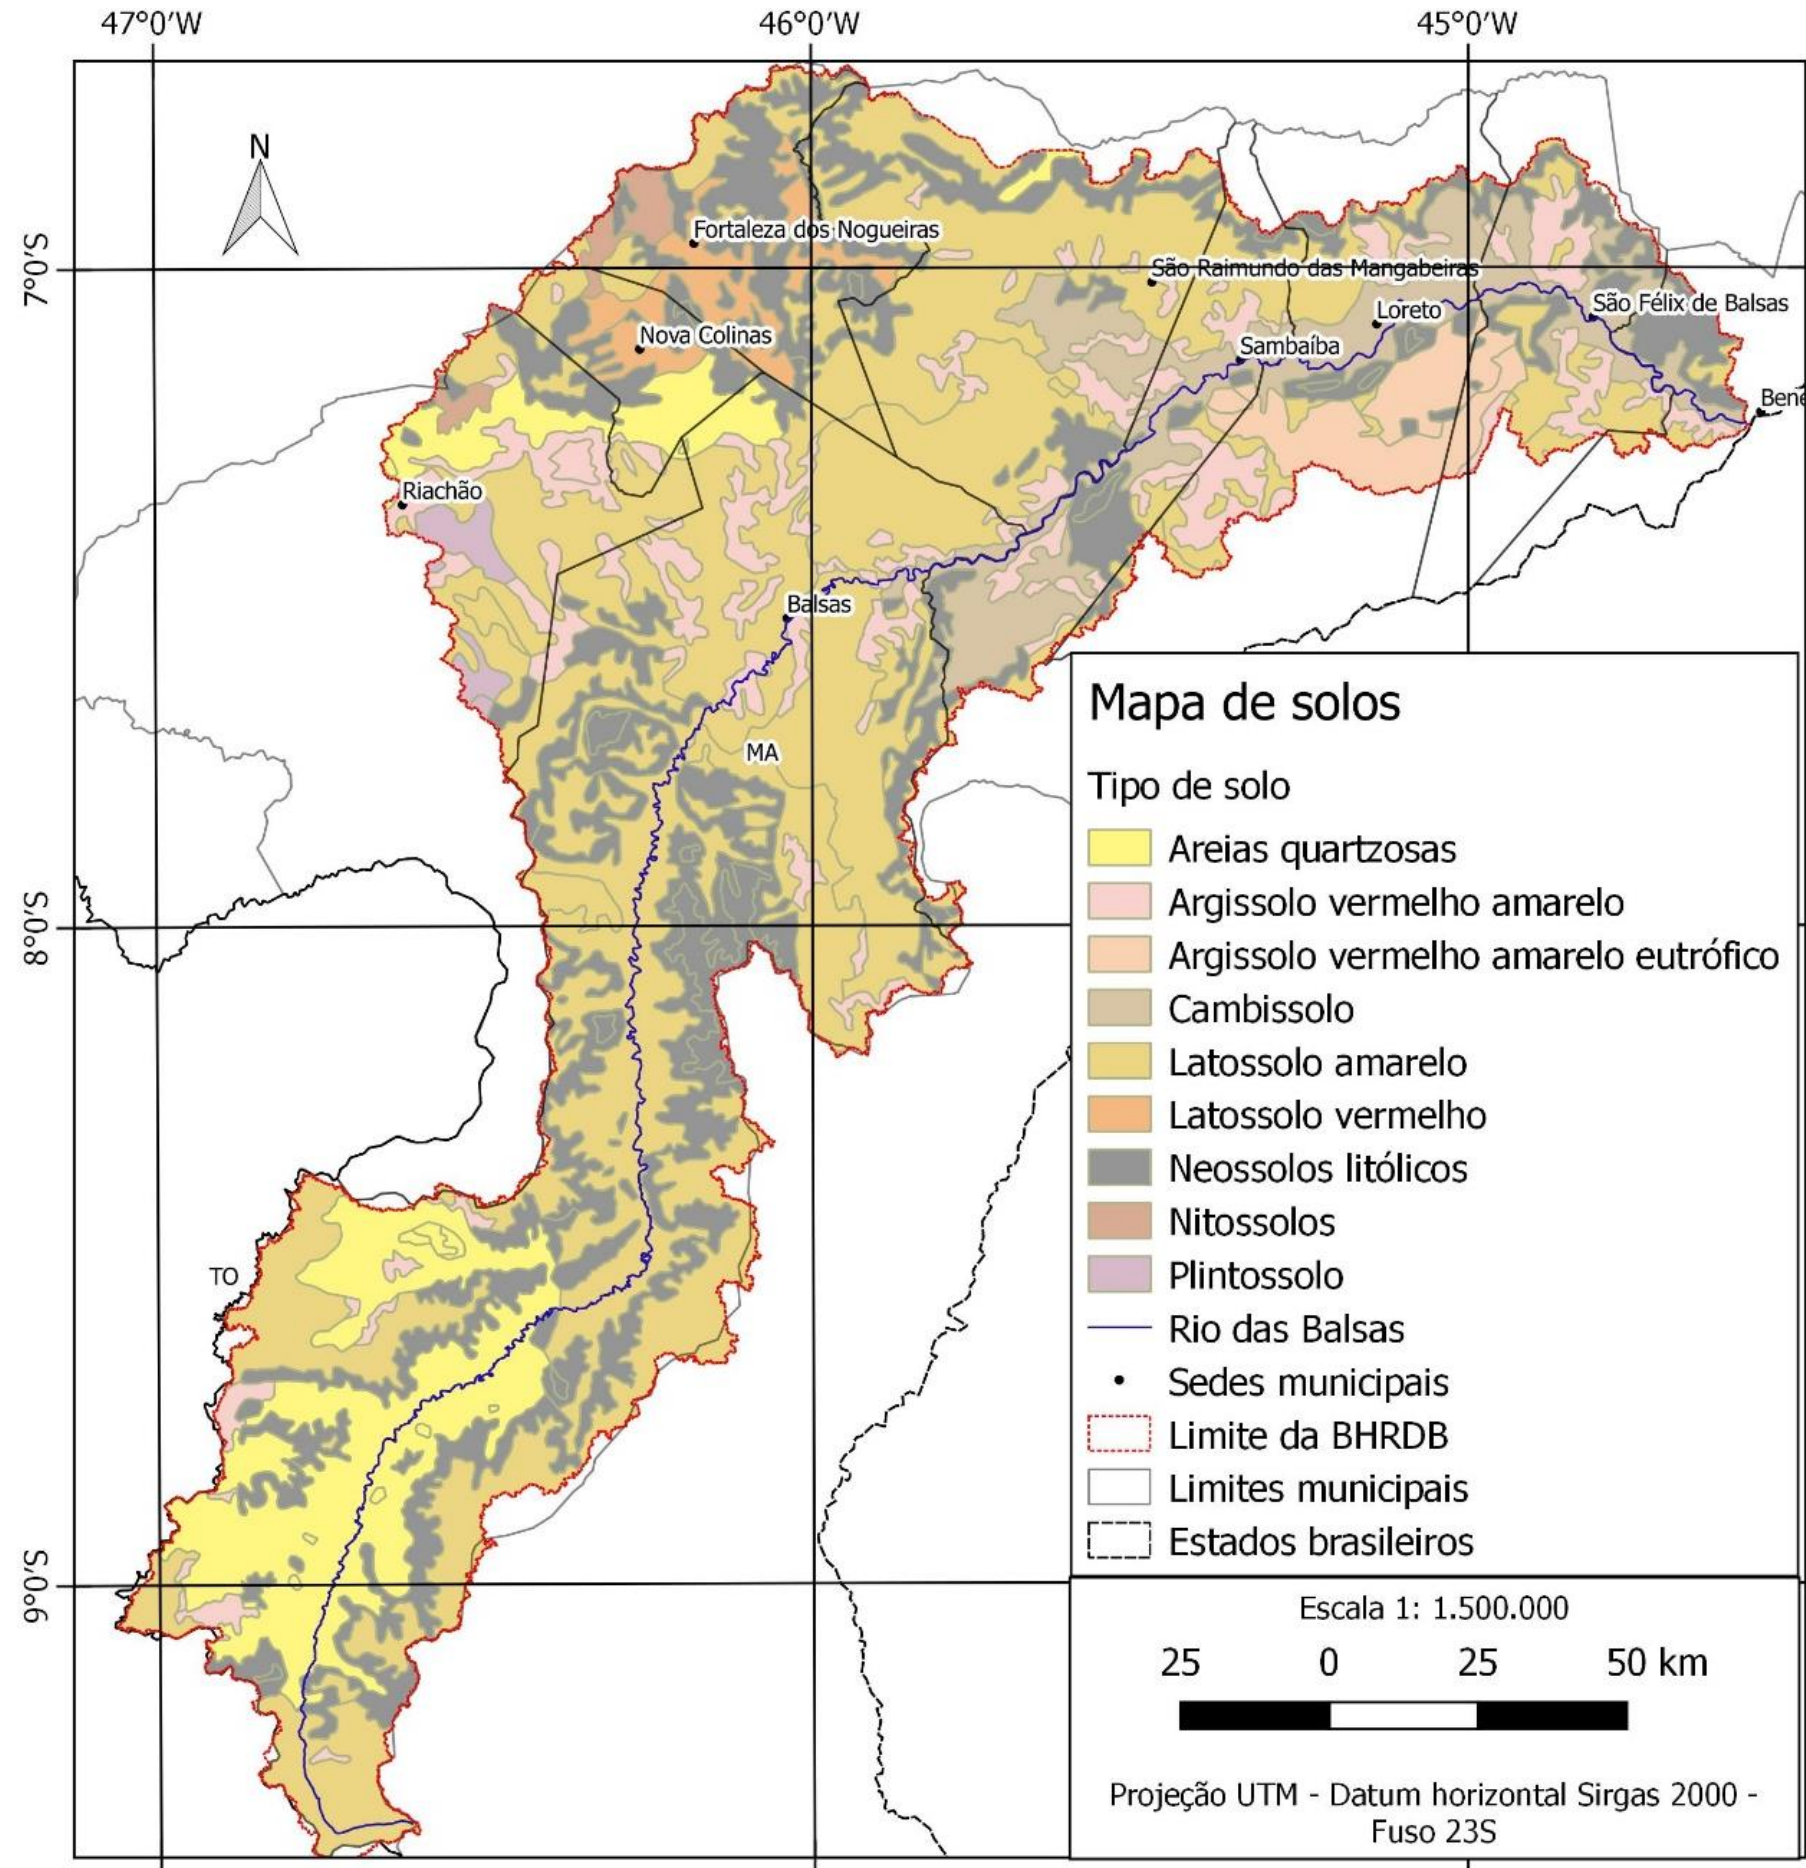 47°0'W
46°0'W
45°0'W
N
7°0'S
Fortaleza dos Nogueiras
São Raimundo das Mangabeiras
Loreto
São Félix de Balsas
Nova Colinas
Sambaíba
Bene
Riachão
Balsas
MA
8°0'S
TO
9°0'S
Mapa de solos
Tipo de solo
Areias quartzosas
Argissolo vermelho amarelo
Argissolo vermelho amarelo eutrófico
Cambissolo
Latossolo amarelo
Latossolo vermelho
Neossolos litólicos
Nitossolos
Plintossolo
Rio das Balsas
Sedes municipais
Limite da BHRDB
Limites municipais
Estados brasileiros
Escala 1: 1.500.000
25 0 25 50 km
Projeção UTM - Datum horizontal Sirgas 2000 -
Fuso 23S